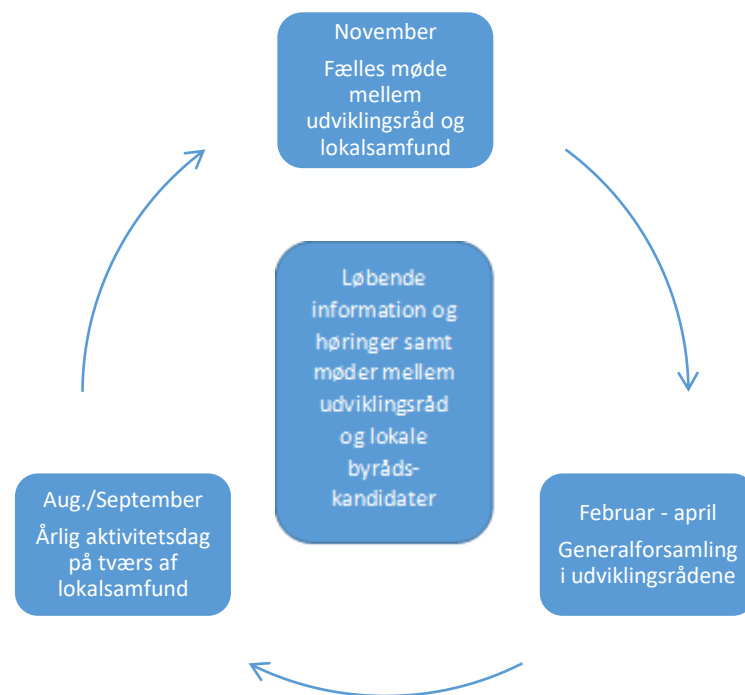 November
Fælles møde
mellem
udviklingsråd og
lokalsamfund
Løbende
information og
høringer samt
møder mellem
udviklingsråd
og lokale
byråds-
kandidater
Aug./September
Årlig aktivitetsdag
på tværs af
lokalsamfund
Februar - april
Generalforsamling
i udviklingsrådene